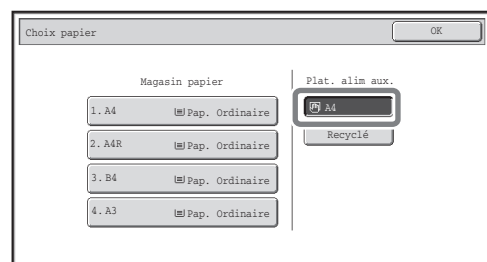 Choix papier
OK
Magasin papier
1. A4 Pap. Ordinaire
2. A4R Pap. Ordinaire
3. B4 Pap. Ordinaire
4. A3 Pap. Ordinaire
Plat. alim aux.
A4
Recyclé